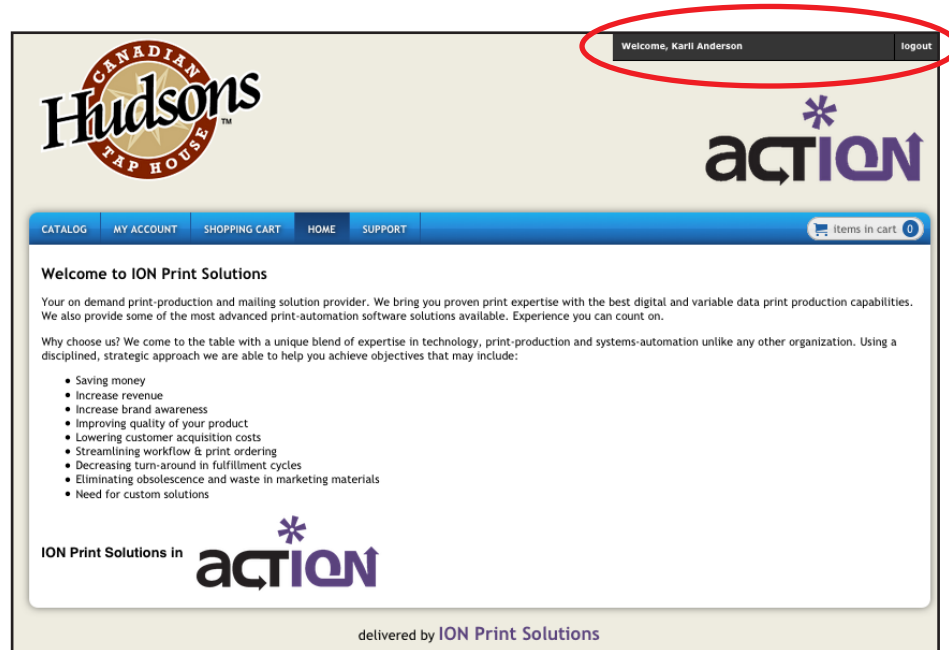 Welcome, Karli Anderson
logout
CANADIAN
Hudsons
TM
TAP HOUSE
ACTION
CATALOG
MY ACCOUNT
SHOPPING CART
HOME
SUPPORT
items in cart 0
Welcome to ION Print Solutions
Your on demand print-production and mailing solution provider. We bring you proven print expertise with the best digital and variable data print production capabilities.
We also provide some of the most advanced print-automation software solutions available. Experience you can count on.
Why choose us? We come to the table with a unique blend of expertise in technology, print-production and systems-automation unlike any other organization. Using a
disciplined, strategic approach we are able to help you achieve objectives that may include:
• Saving money
• Increase revenue
• Increase brand awareness
• Improving quality of your product
• Lowering customer acquisition costs
• Streamlining workflow & print ordering
• Decreasing turn-around in fulfillment cycles
• Eliminating obsolescence and waste in marketing materials
• Need for custom solutions
ION Print Solutions in ACTION
delivered by ION Print Solutions